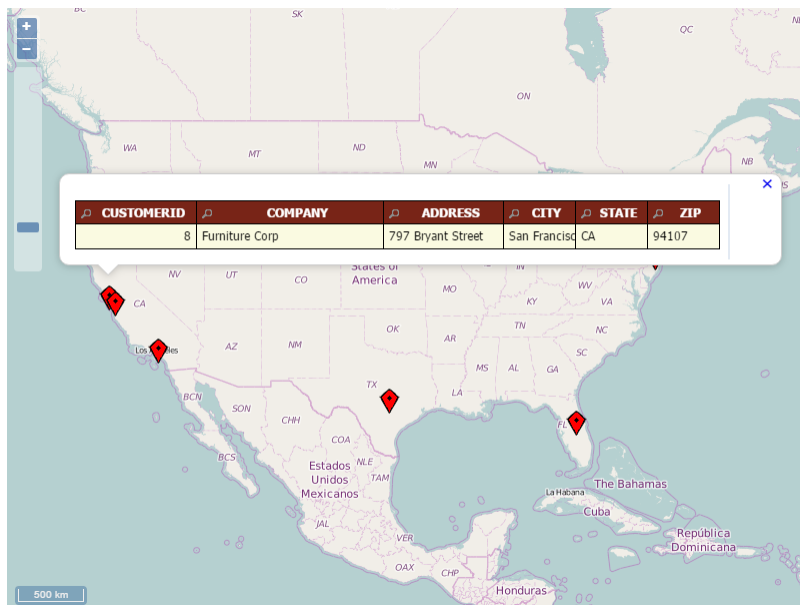 BC
SK
QC
+
−
ON
WA
MT
ND
MN
NB
×
CUSTOMERID COMPANY ADDRESS CITY STATE ZIP
8 Furniture Corp 797 Bryant Street San Francisc CA 94107
States of
America
NV
UT
CO
CA
MO
KY
WV
VA
OK
AR
TN
NC
AZ
NM
SC
Los
MS
AL
GA
TX
LA
FL
BCN
SON
CHH
COA
NLE
TAM
BCS
Estados
Unidos
Mexicanos
The Bahamas
La Habana
Cuba
JAL
VER
República
Dominicana
OAX
CHP
Honduras
500 km